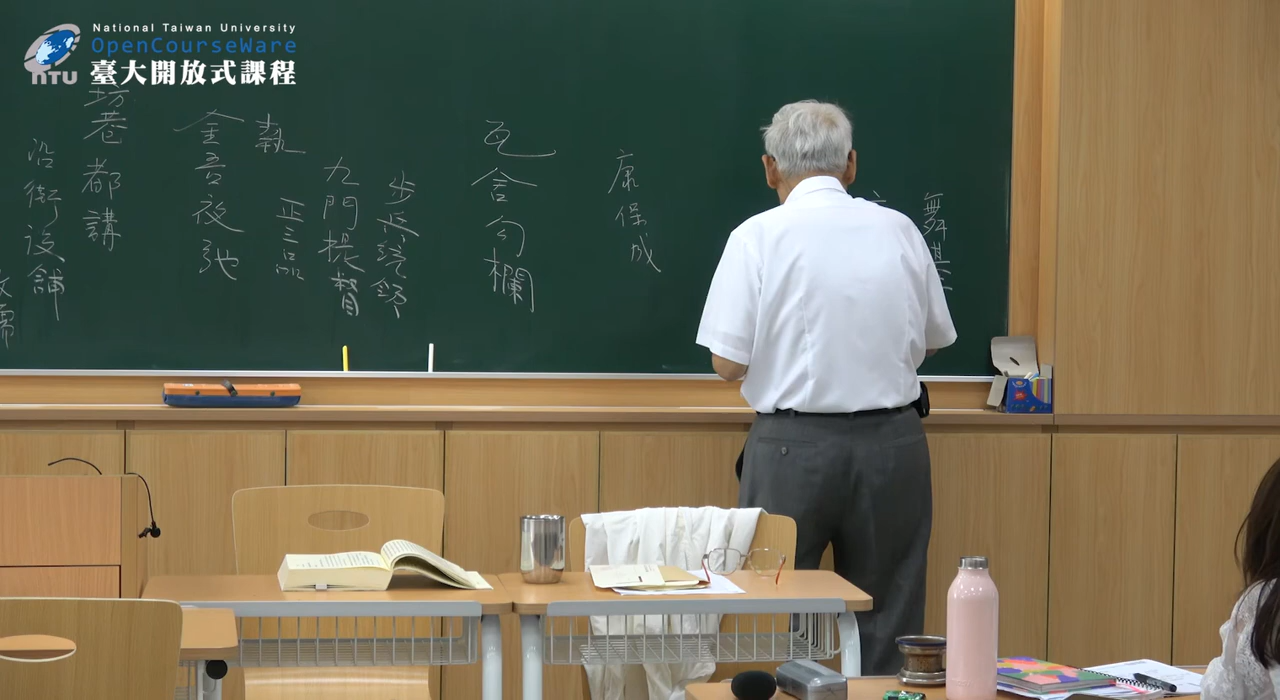 National Taiwan University
OpenCourseWare
臺大開放式課程
NTU
舞
康保成
瓦舍勾欄
步兵統領
九門提督
執
正三品
金吾夜弛
坊巷都講
沿街設舖